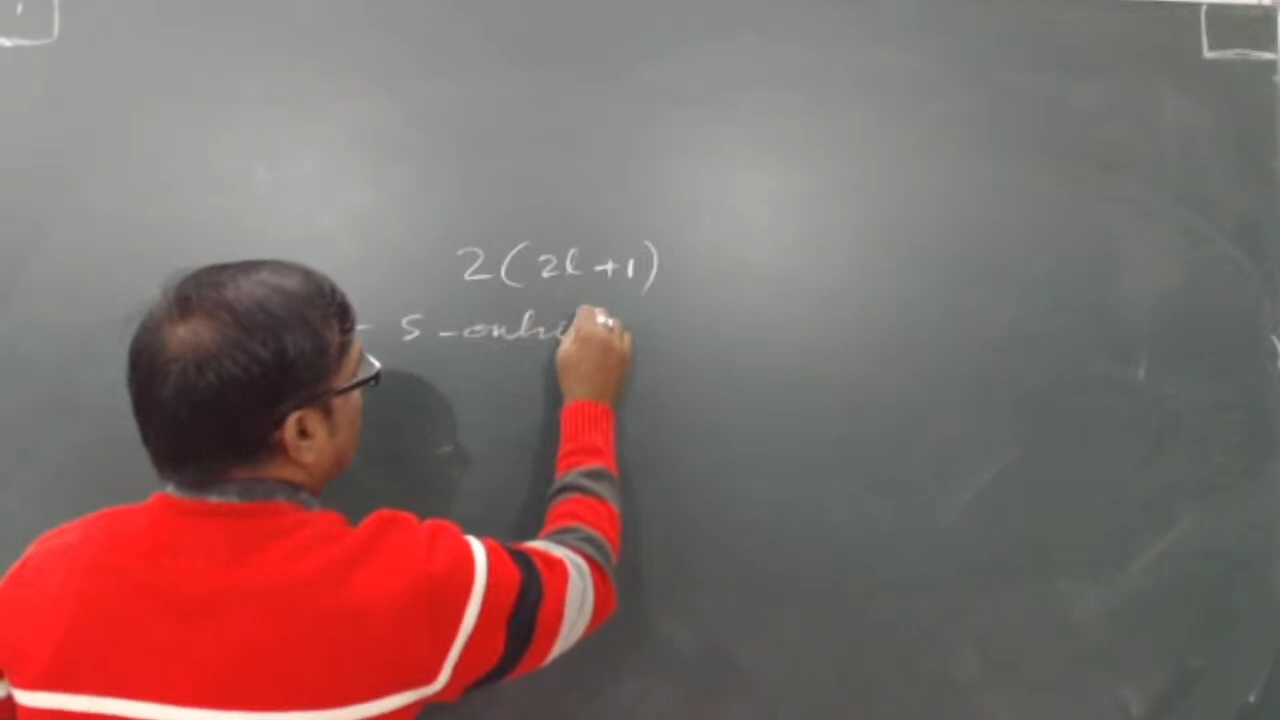 2(2l+1)
- s -